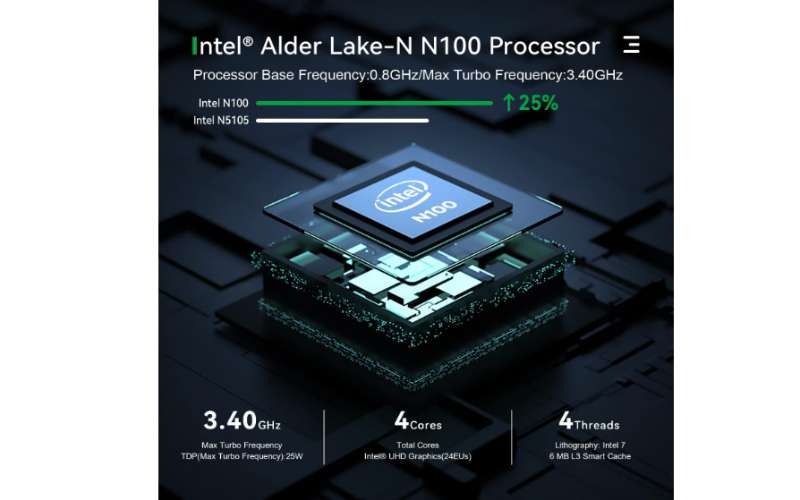 Intel® Alder Lake-N N100 Processor
Processor Base Frequency:0.8GHz/Max Turbo Frequency:3.40GHz
Intel N100 ↑25%
Intel N5105
intel
N100
3.40GHz
Max Turbo Frequency
TDP(Max Turbo Frequency):25W
4Cores
Total Cores
Intel® UHD Graphics(24EUs)
4Threads
Lithography: Intel 7
6 MB L3 Smart Cache